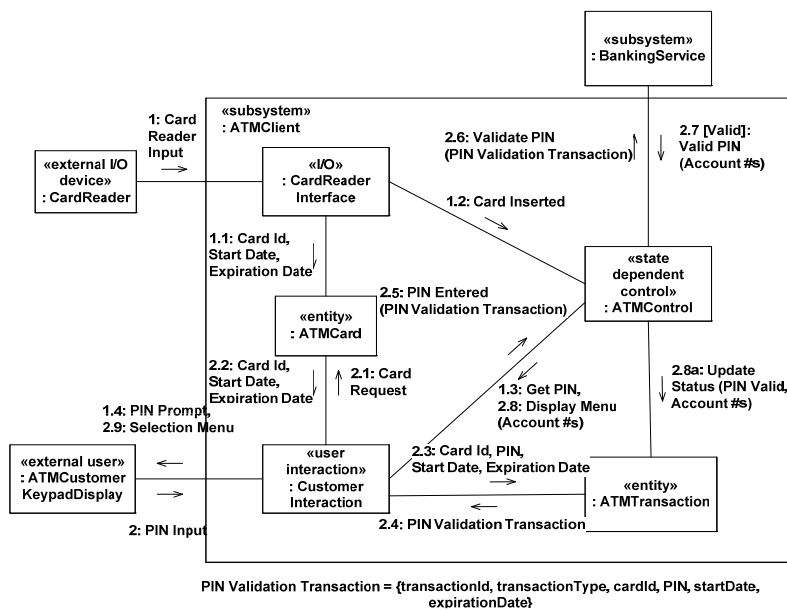 «subsystem»
: BankingService
«subsystem»
: ATMClient
1: Card
Reader
Input
2.6: Validate PIN
(PIN Validation Transaction)
2.7 [Valid]:
Valid PIN
(Account #s)
«external I/O
device»
: CardReader
«I/O»
: CardReader
Interface
1.2: Card Inserted
1.1: Card Id,
Start Date,
Expiration Date
«state
dependent
control»
: ATMControl
2.5: PIN Entered
(PIN Validation Transaction)
«entity»
: ATMCard
2.2: Card Id,
Start Date,
Expiration Date
2.1: Card
Request
1.3: Get PIN,
2.8: Display Menu
(Account #s)
2.8a: Update
Status (PIN Valid,
Account #s)
1.4: PIN Prompt,
2.9: Selection Menu
«external user»
: ATMCustomer
KeypadDisplay
«user
interaction»
: Customer
Interaction
2.3: Card Id, PIN,
Start Date, Expiration Date
«entity»
: ATMTransaction
2: PIN Input
2.4: PIN Validation Transaction
PIN Validation Transaction = {transactionId, transactionType, cardId, PIN, startDate,
expirationDate}